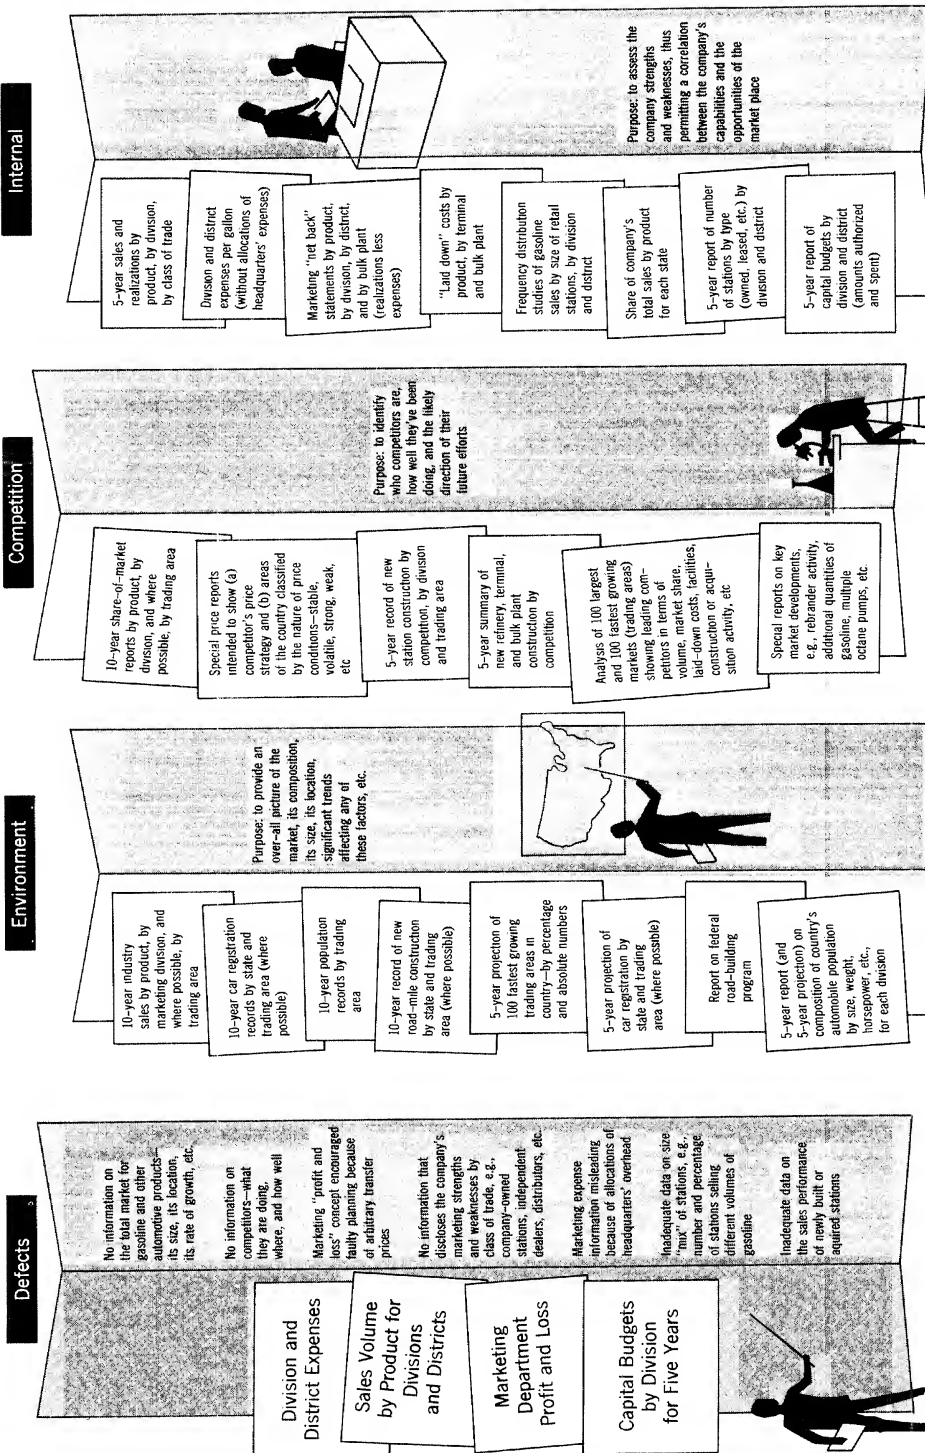 Defects
Division and
District Expenses
Sales Volume
by Product for
Divisions
and Districts
Marketing
Department
Profit and Loss
Capital Budgets
by Division
for Five Years
No information on
the total market for
gasoline and other
automotive products—
its size, its location,
its rate of growth, etc.
No information on
competitors—what
they are doing,
where, and how well
Marketing “profit and
loss” concept encouraged
faulty planning because
of arbitrary transfer
prices
No information that
discloses the company's
marketing strengths
and weaknesses by
class of trade, e.g.,
company-owned
stations, independent
dealers, distributors, etc.
Marketing expense
information misleading
because of allocations of
headquarters' overhead
Inadequate data on size
“mix” of stations, e.g.,
number and percentage
of stations selling
different volumes of
gasoline
Inadequate data on
the sales performance
of newly built or
aquired stations
Environment
10-year industry
sales by product, by
marketing division, and
where possible, by
trading area
10-year car registration
records by state and
trading area (where
possible)
10-year population
records by trading
area
10-year record of new
road-mile construction
by state and trading
area (where possible)
5-year projection of
100 fastest growing
trading areas in
country—by percentage
and absolute numbers
5-year projection of
car registration by
state and trading
area (where possible)
Report on federal
road-building
program
5-year report (and
5-year projection) on
composition of country's
automobile population
by size, weight,
horsepower, etc.,
for each division
Purpose: to provide an
over-all picture of the
market, its composition,
its size, its location,
significant trends
affecting any of
these factors, etc.
Competition
10-year share-of-market
reports by product, by
division, and where
possible, by trading area
Special price reports
intended to show (a)
competitor's price
strategy and (b) areas
of the country classified
by the nature of price
conditions—stable,
volatile, strong, weak,
etc
5-year record of new
station construction by
competition, by division
and trading area
5-year summary of
new refinery, terminal,
and bulk plant
construction by
competition
Analysis of 100 largest
and 100 fastest growing
markets (trading areas)
showing leading com-
petitors in terms of
volume, market share,
laid-down costs, facilities,
construction or acqui-
sition activity, etc
Special reports on key
market developments,
e.g., rebrander activity,
additional quantities of
gasoline, multiple
octane pumps, etc.
Purpose: to identify
who competitors are,
how well they've been
doing, and the likely
direction of their
future efforts
Internal
5-year sales and
realizations by
product, by division,
by class of trade
Division and district
expenses per gallon
(without allocations of
headquarters' expenses)
Marketing “net back”
statements by product,
by division, by district,
and by bulk plant
(realizations less
expenses)
“Laid down” costs by
product, by terminal
and bulk plant
Frequency distribution
studies of gasoline
sales by size of retail
stations, by division
and district
Share of company's
total sales by product
for each state
5-year report of number
of stations by type
(owned, leased, etc.) by
division and district
5-year report of
capital budgets by
division and district
(amounts authorized
and spent)
Purpose: to assess the
company strengths
and weaknesses, thus
permitting a correlation
between the company's
capabilities and the
opportunities of the
market place